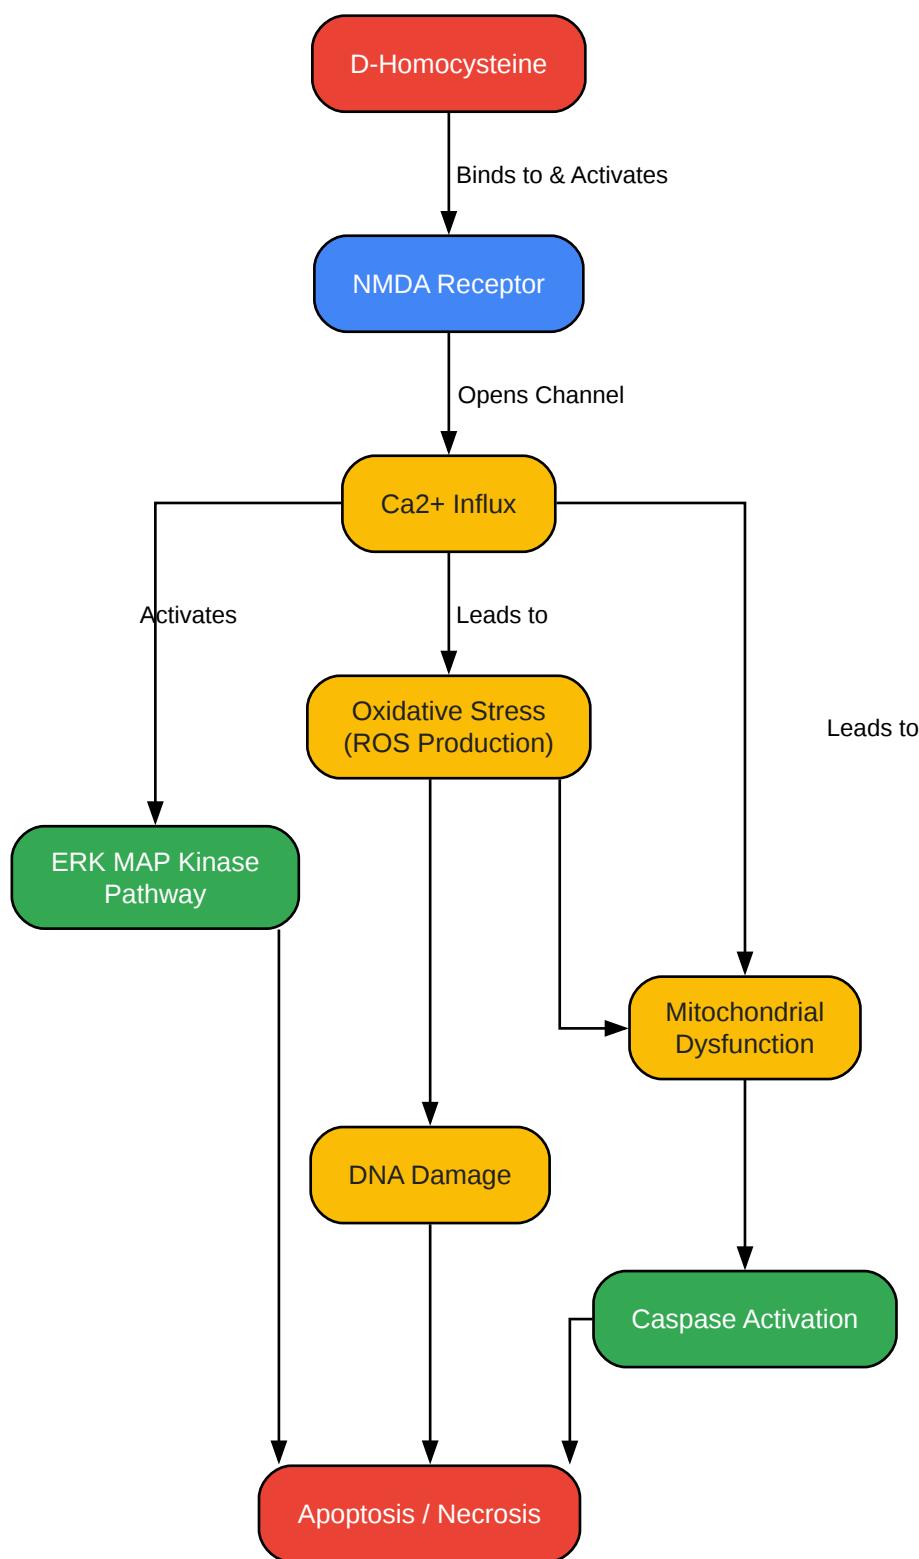 D-Homocysteine
Binds to & Activates
NMDA Receptor
Opens Channel
Ca2+ Influx
Activates
Leads to
Oxidative Stress
(ROS Production)
Leads to
ERK MAP Kinase
Pathway
Mitochondrial
Dysfunction
DNA Damage
Caspase Activation
Apoptosis / Necrosis